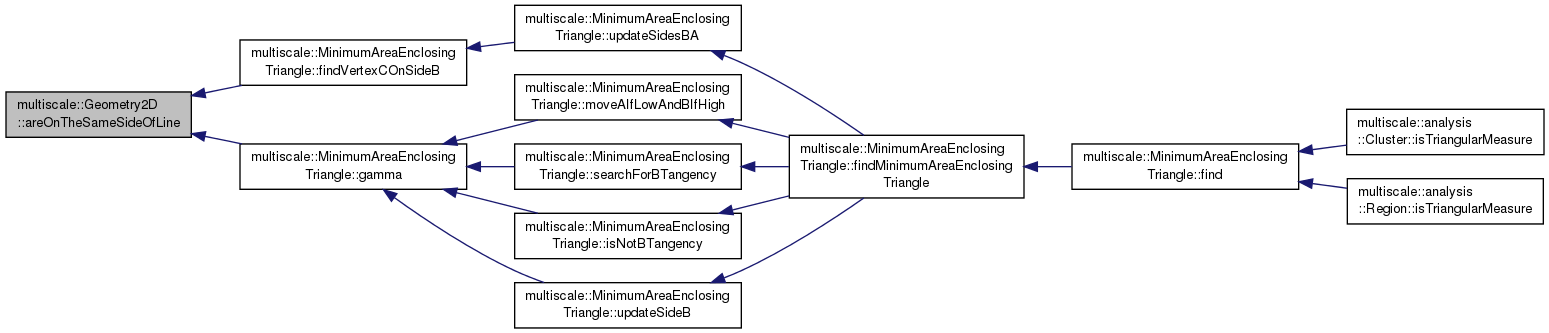 multiscale::Geometry2D
::areOnTheSameSideOfLine
multiscale::MinimumAreaEnclosing
Triangle::findVertexCOnSideB
multiscale::MinimumAreaEnclosing
Triangle::gamma
multiscale::MinimumAreaEnclosing
Triangle::updateSidesBA
multiscale::MinimumAreaEnclosing
Triangle::moveAIfLowAndBIfHigh
multiscale::MinimumAreaEnclosing
Triangle::searchForBTangency
multiscale::MinimumAreaEnclosing
Triangle::isNotBTangency
multiscale::MinimumAreaEnclosing
Triangle::updateSideB
multiscale::MinimumAreaEnclosing
Triangle::findMinimumAreaEnclosing
Triangle
multiscale::MinimumAreaEnclosing
Triangle::find
multiscale::analysis
::Cluster::isTriangularMeasure
multiscale::analysis
::Region::isTriangularMeasure